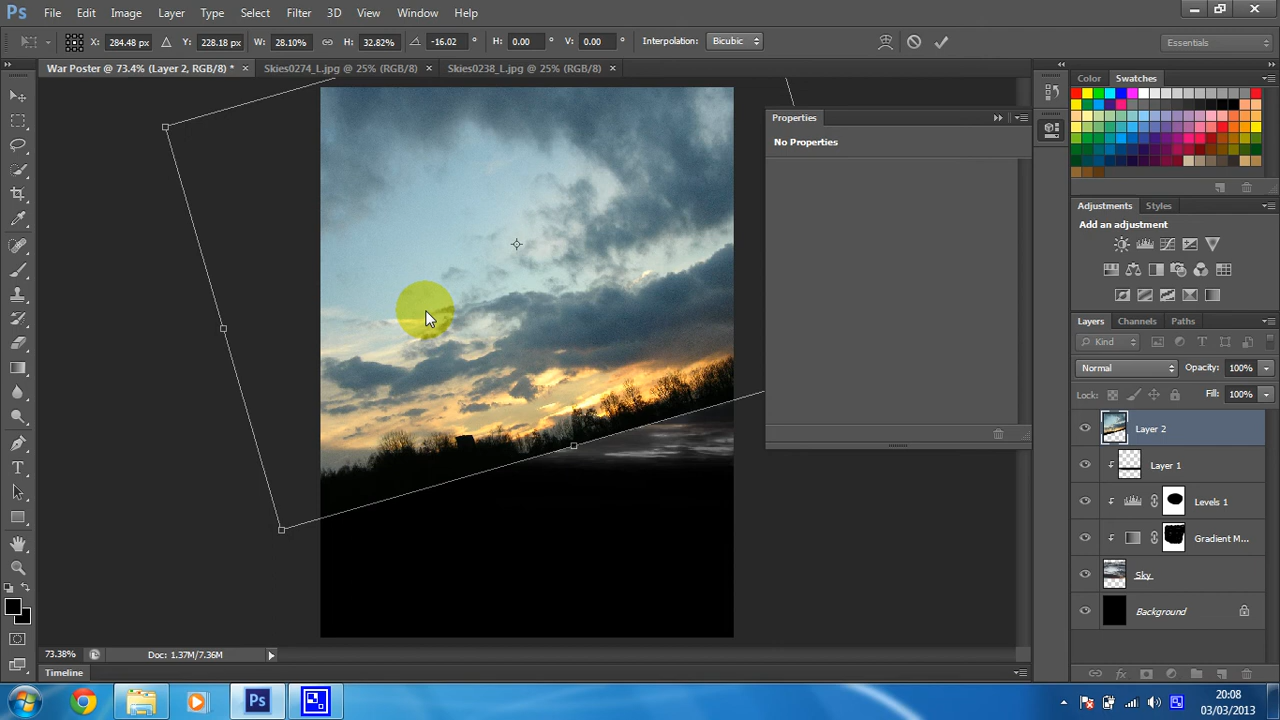 Ps File Edit Image Layer Type Select Filter 3D View Window Help
X: 284.48 px Y: 228.18 px W: 28.10% H: 32.82% -16.02 ° H: 0.00 ° V: 0.00 ° Interpolation: Bicubic Essentials
War Poster @ 73.4% (Layer 2, RGB/8) * × Skies0274_L.jpg @ 25% (RGB/8) × Skies0238_L.jpg @ 25% (RGB/8) ×
Color Swatches
Properties
No Properties
Adjustments Styles
Add an adjustment
Layers Channels Paths
Kind
Normal Opacity: 100%
Lock: Fill: 100%
Layer 2
Layer 1
Levels 1
Gradient M...
Sky
Background
73.38% Doc: 1.37M/7.36M
Timeline
Ps
20:08
03/03/2013